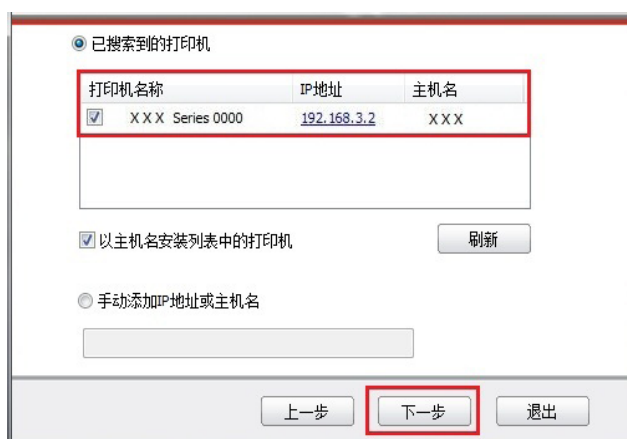 已搜索到的打印机
打印机名称 IP地址 主机名
XXX Series 0000 192.168.3.2 XXX
以主机名安装列表中的打印机 刷新
手动添加IP地址或主机名
上一步 下一步 退出